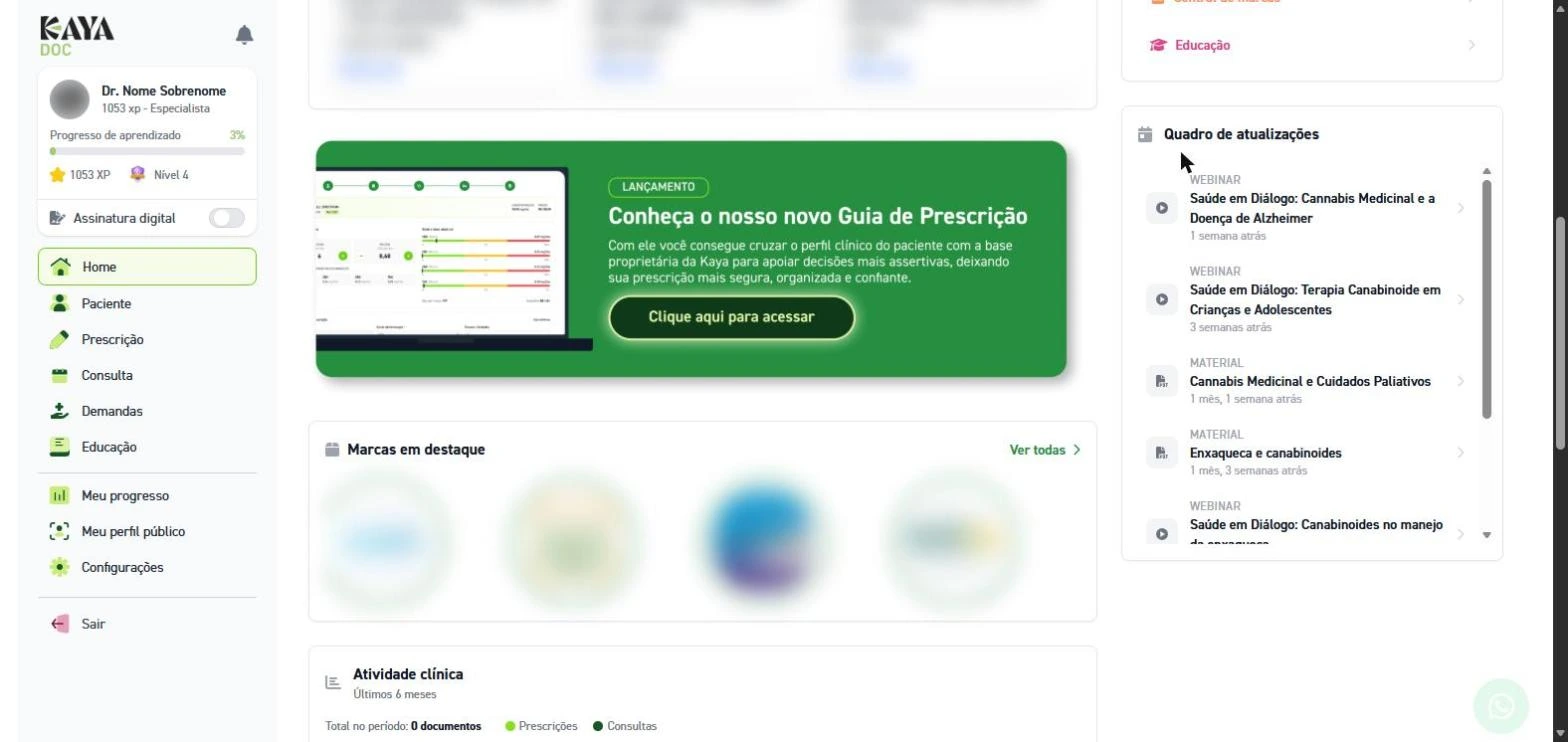 KAYA
DOC
Dr. Nome Sobrenome
1053 xp - Especialista
Progresso de aprendizado 3%
1053 XP Nível 4
Assinatura digital
Home
Paciente
Prescrição
Consulta
Demandas
Educação
Meu progresso
Meu perfil público
Configurações
Sair
LANÇAMENTO
Conheça o nosso novo Guia de Prescrição
Com ele você consegue cruzar o perfil clínico do paciente com a base
proprietária da Kaya para apoiar decisões mais assertivas, deixando
sua prescrição mais segura, organizada e confiante.
Clique aqui para acessar
Marcas em destaque
Ver todas
Atividade clínica
Últimos 6 meses
Total no período: 0 documentos Prescrições Consultas
Educação
Quadro de atualizações
WEBINAR
Saúde em Diálogo: Cannabis Medicinal e a
Doença de Alzheimer
1 semana atrás
WEBINAR
Saúde em Diálogo: Terapia Canabinoide em
Crianças e Adolescentes
3 semanas atrás
MATERIAL
Cannabis Medicinal e Cuidados Paliativos
1 mês, 1 semana atrás
MATERIAL
Enxaqueca e canabinoides
1 mês, 3 semanas atrás
WEBINAR
Saúde em Diálogo: Canabinoides no manejo
da enxaqueca